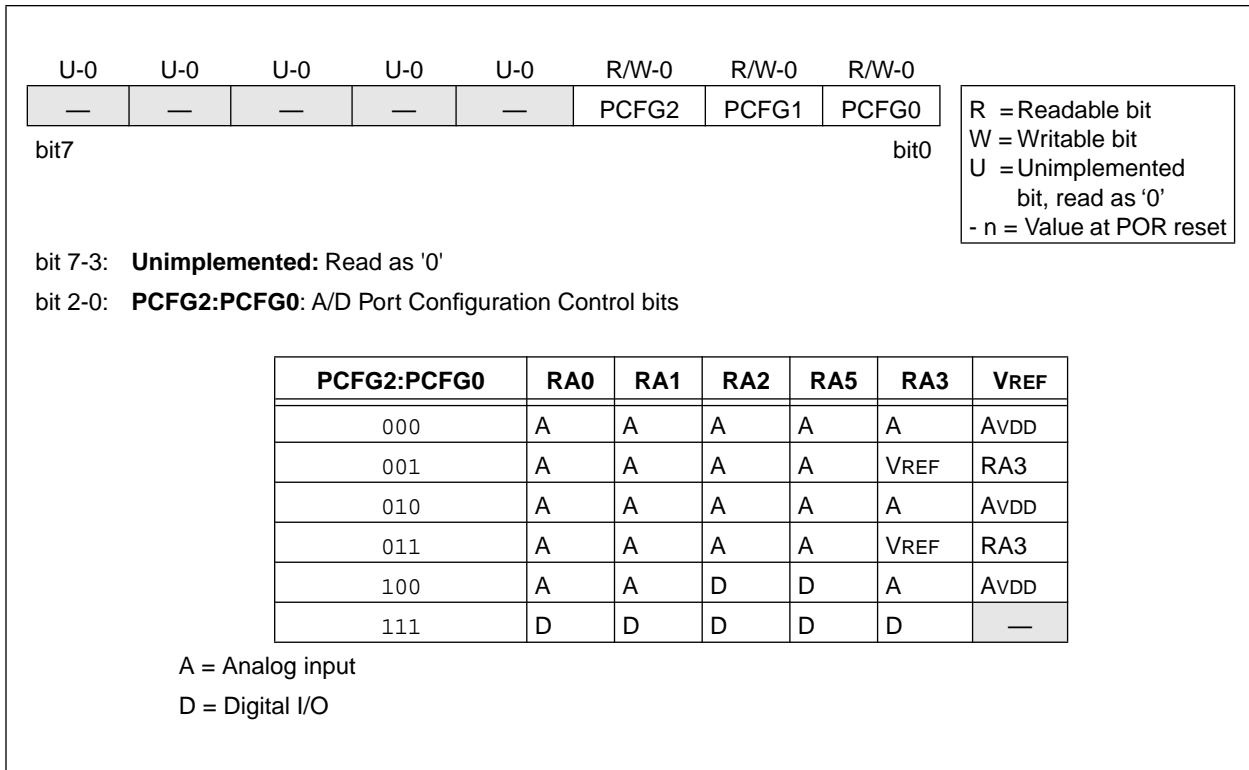 U-0 U-0 U-0 U-0 U-0 R/W-0 R/W-0 R/W-0
— — — — — PCFG2 PCFG1 PCFG0
bit7 bit0
R = Readable bit
W = Writable bit
U = Unimplemented
bit, read as ‘0’
- n = Value at POR reset
bit 7-3: Unimplemented: Read as '0'
bit 2-0: PCFG2:PCFG0: A/D Port Configuration Control bits
PCFG2:PCFG0 RA0 RA1 RA2 RA5 RA3 VREF
000 A A A A A AVDD
001 A A A A VREF RA3
010 A A A A A AVDD
011 A A A A VREF RA3
100 A A D D A AVDD
111 D D D D D —
A = Analog input
D = Digital I/O